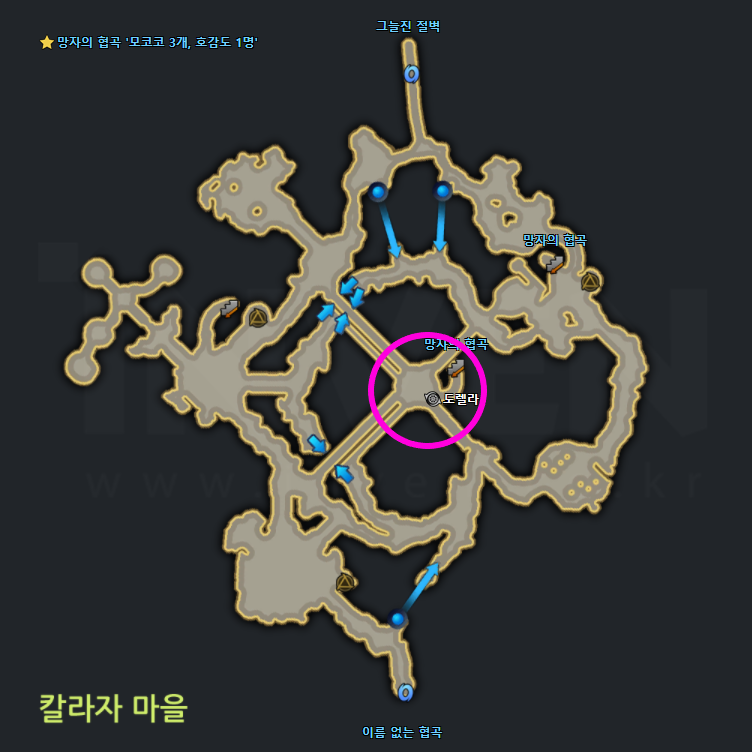 그늘진 절벽
망자의 협곡 '모코코 3개, 호감도 1명'
망자의 협곡
망자의 협곡
도렐라
칼라자 마을
이름 없는 협곡